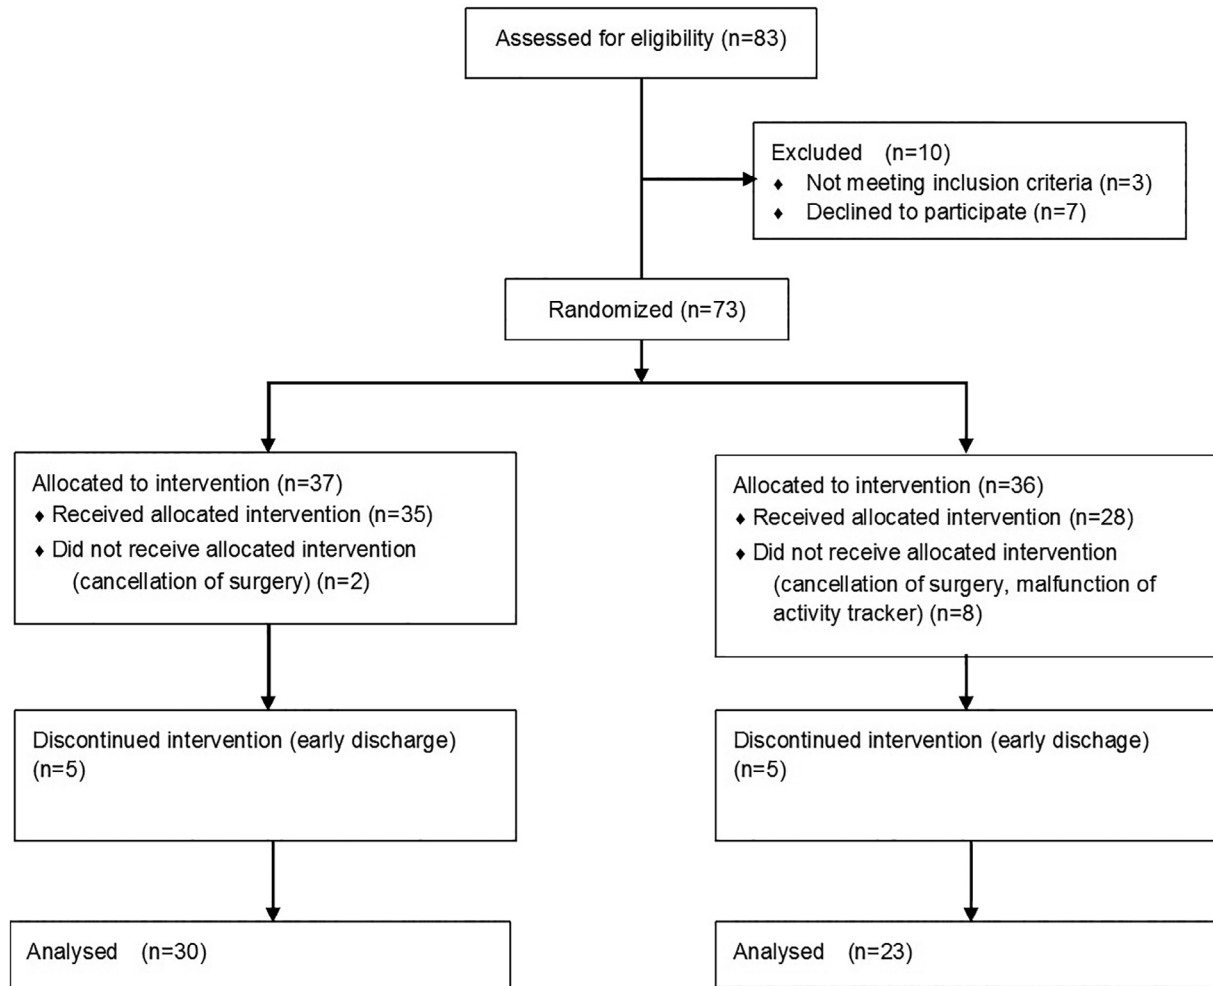 Assessed for eligibility (n=83)
Excluded (n=10)
♦ Not meeting inclusion criteria (n=3)
♦ Declined to participate (n=7)
Randomized (n=73)
Allocated to intervention (n=37)
♦ Received allocated intervention (n=35)
♦ Did not receive allocated intervention
(cancellation of surgery) (n=2)
Allocated to intervention (n=36)
♦ Received allocated intervention (n=28)
♦ Did not receive allocated intervention
(cancellation of surgery, malfunction of
activity tracker) (n=8)
Discontinued intervention (early discharge)
(n=5)
Discontinued intervention (early dischage)
(n=5)
Analysed (n=30)
Analysed (n=23)